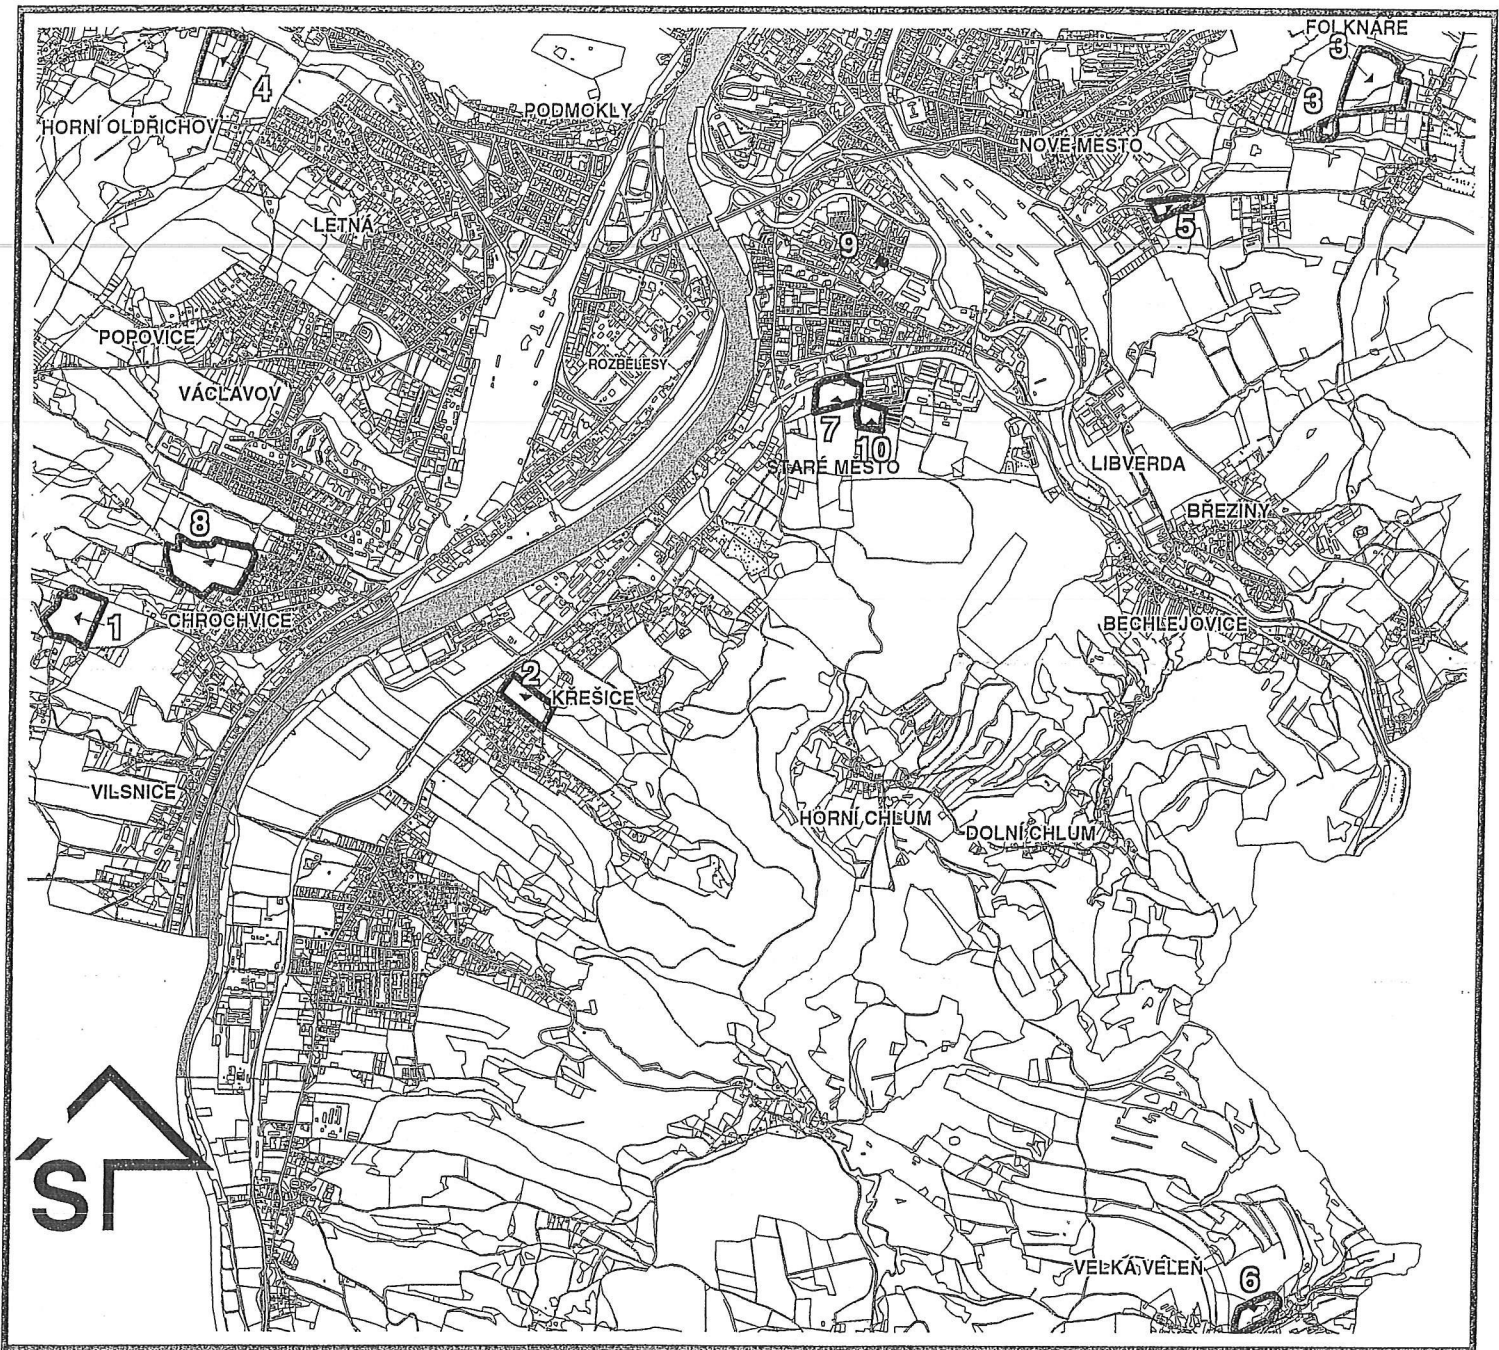 FOLKNÁŘE
3
4
3
PODMOKLY
HORNÍ OLDŘICHOV
NOVÉ MĚSTO
LETNÁ
5
9
POPOVICE
ROZBĚLESY
VÁCLAVOV
7
10
STARÉ MĚSTO
LIBVERDA
BŘEZINY
8
1
CHROCHVICE
BECHLEJOVICE
2
KŘEŠICE
VILSNICE
HORNÍ CHLUM
DOLNÍ CHLUM
VELKÁ VELEŇ
6